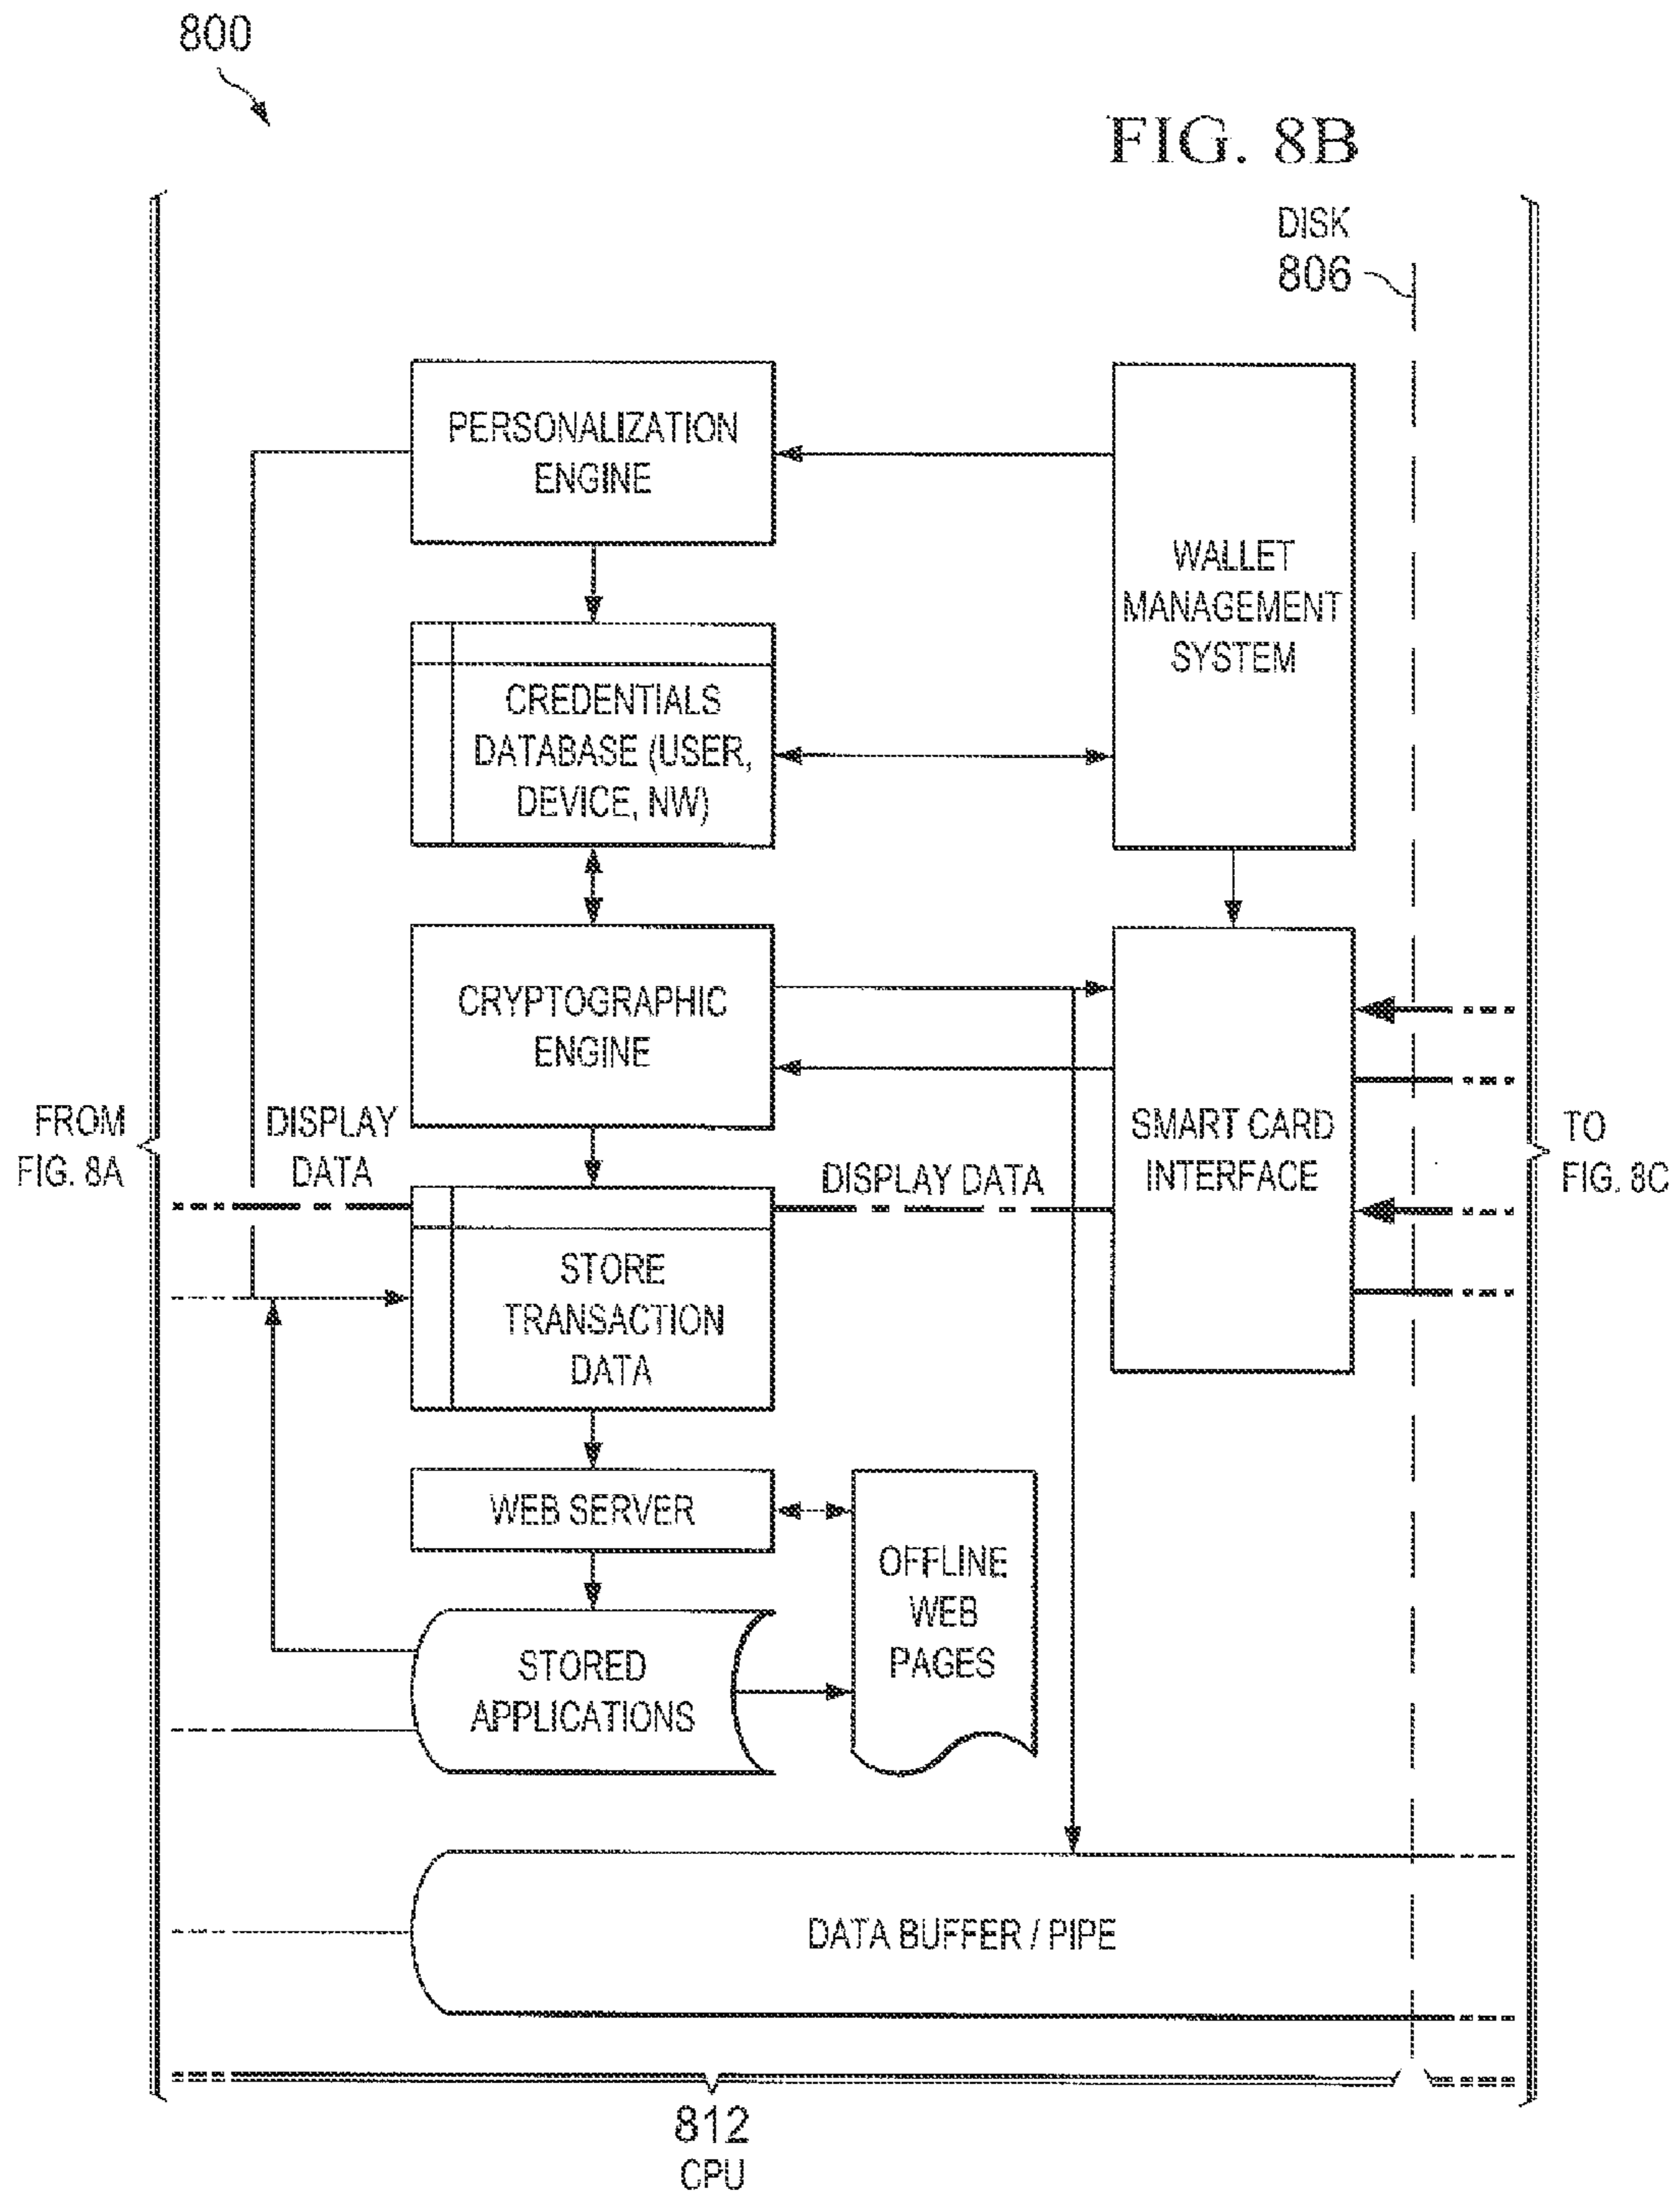 800
FIG. 8B
DISK
806
PERSONALIZATION
ENGINE
WALLET
MANAGEMENT
SYSTEM
CREDENTIALS
DATABASE (USER,
DEVICE, NW)
CRYPTOGRAPHIC
ENGINE
SMART CARD
INTERFACE
FROM
FIG. 8A
DISPLAY
DATA
DISPLAY DATA
TO
FIG. 8C
STORE
TRANSACTION
DATA
WEB SERVER
OFFLINE
WEB
PAGES
STORED
APPLICATIONS
DATA BUFFER / PIPE
812
CPU